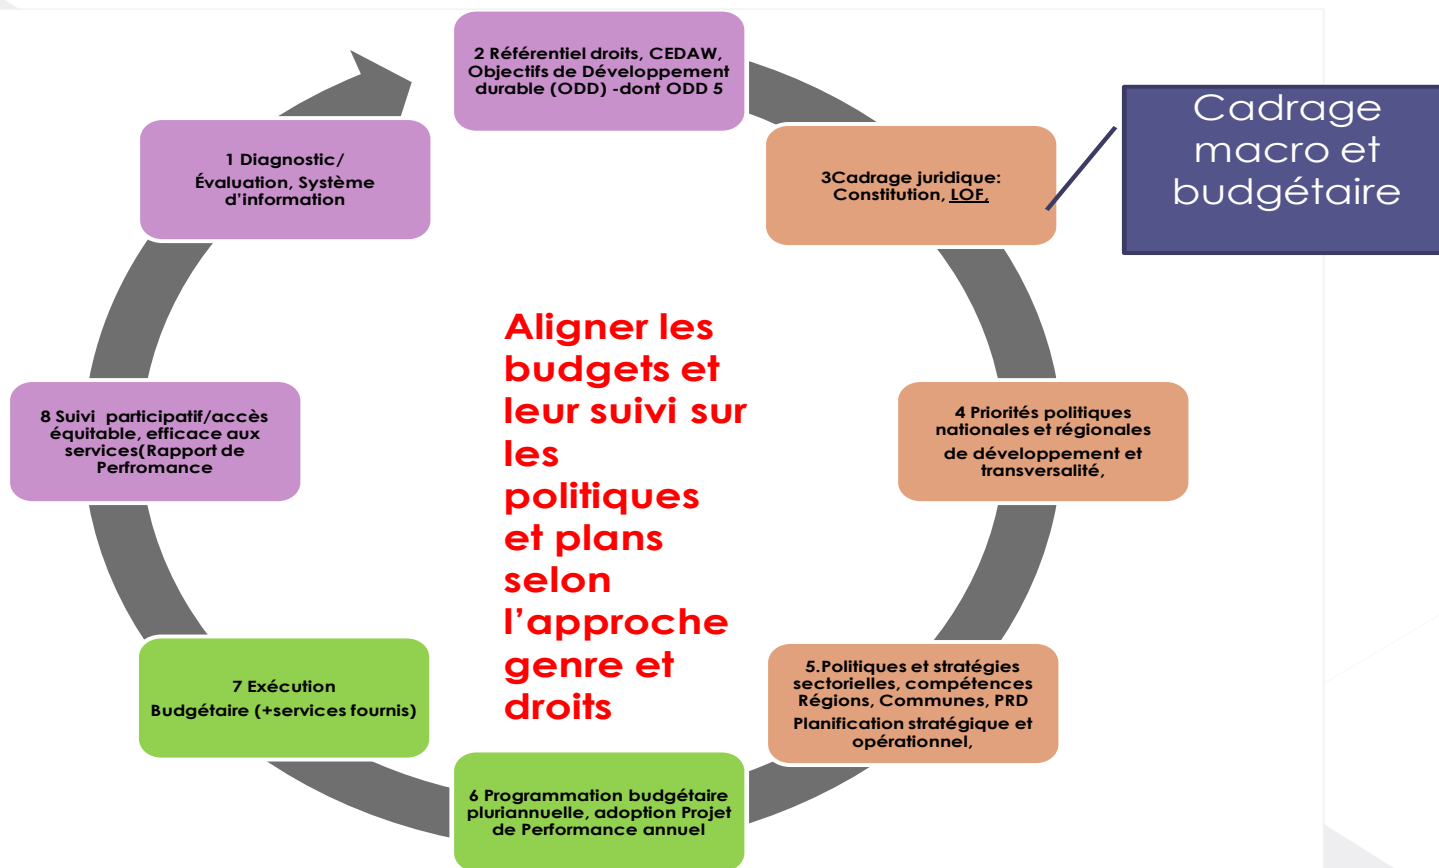 2 Référentiel droits, CEDAW,
Objectifs de Développement
durable (ODD) -dont ODD 5
Cadrage
macro et
budgétaire
1 Diagnostic/
Évaluation, Système
d’information
3Cadrage juridique:
Constitution, LOF,
Aligner les
budgets et
leur suivi sur
les
politiques
et plans
selon
l’approche
genre et
droits
8 Suivi participatif/accès
équitable, efficace aux
services(Rapport de
Perfromance
4 Priorités politiques
nationales et régionales
de développement et
transversalité,
7 Exécution
Budgétaire (+services fournis)
5.Politiques et stratégies
sectorielles, compétences
Régions, Communes, PRD
Planification stratégique et
opérationnel,
6 Programmation budgétaire
pluriannuelle, adoption Projet
de Performance annuel